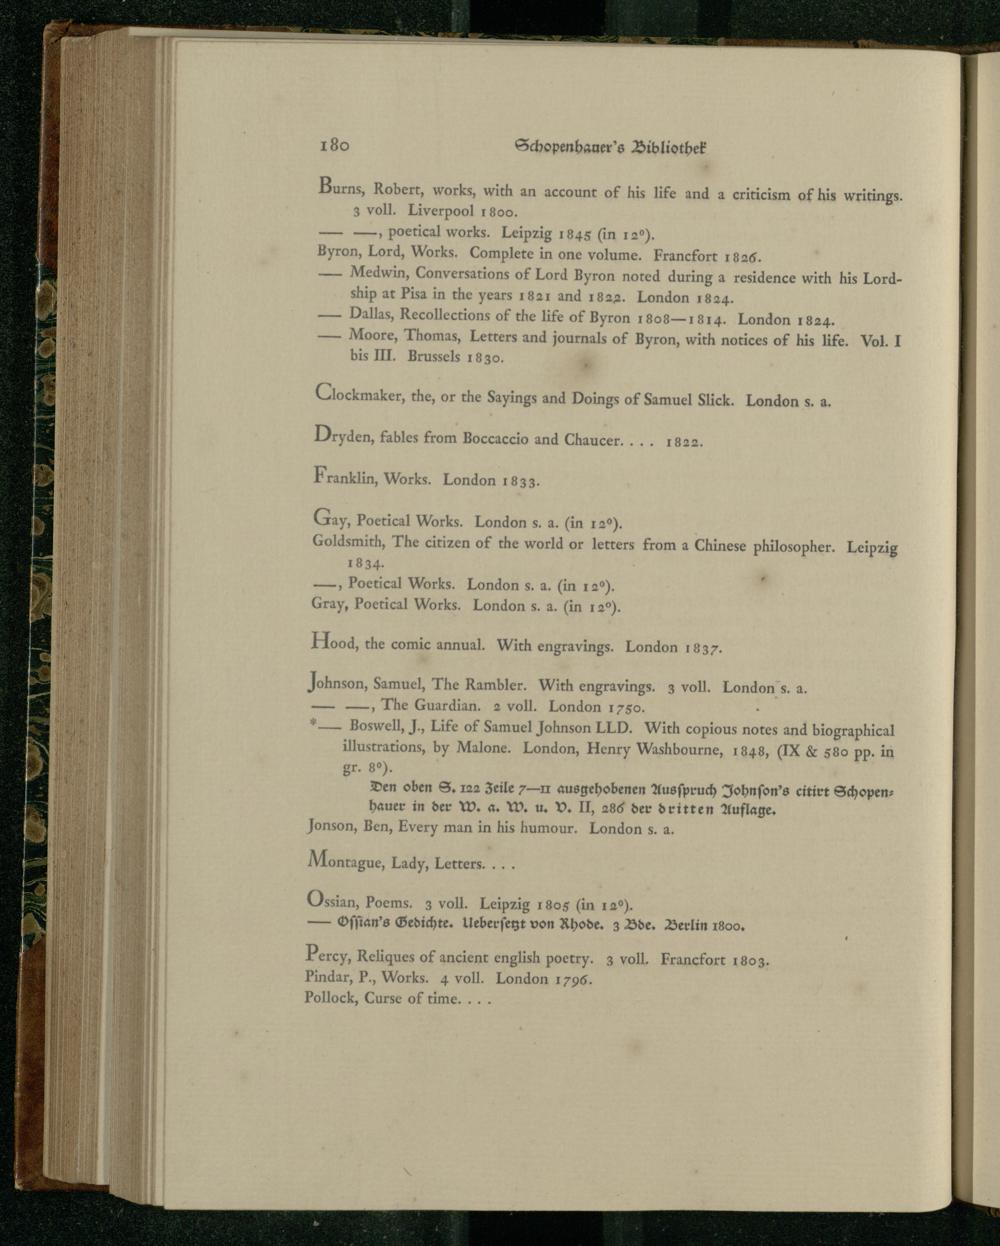 180 Schopenhauer's Bibliothek
Burns, Robert, works, with an account of his life and a criticism of his writings.
3 voll. Liverpool 1800.
— —, poetical works. Leipzig 1845 (in 12⁰).
Byron, Lord, Works. Complete in one volume. Francfort 1826.
— Medwin, Conversations of Lord Byron noted during a residence with his Lord-
ship at Pisa in the years 1821 and 1822. London 1824.
— Dallas, Recollections of the life of Byron 1808—1814. London 1824.
— Moore, Thomas, Letters and journals of Byron, with notices of his life. Vol. I
bis III. Brussels 1830.
Clockmaker, the, or the Sayings and Doings of Samuel Slick. London s. a.
Dryden, fables from Boccaccio and Chaucer. . . . 1822.
Franklin, Works. London 1833.
Gay, Poetical Works. London s. a. (in 12⁰).
Goldsmith, The citizen of the world or letters from a Chinese philosopher. Leipzig
1834.
—, Poetical Works. London s. a. (in 12⁰).
Gray, Poetical Works. London s. a. (in 12⁰).
Hood, the comic annual. With engravings. London 1837.
Johnson, Samuel, The Rambler. With engravings. 3 voll. London s. a.
— —, The Guardian. 2 voll. London 1750.
*— Boswell, J., Life of Samuel Johnson LLD. With copious notes and biographical
illustrations, by Malone. London, Henry Washbourne, 1848, (IX & 580 pp. in
gr. 8⁰).
Den oben S. 122 Zeile 7—11 ausgehobenen Ausſpruch Johnſon's citirt Schopen-
hauer in der W. a. W. u. V. II, 286 der dritten Auflage.
Jonson, Ben, Every man in his humour. London s. a.
Montague, Lady, Letters. . . .
Ossian, Poems. 3 voll. Leipzig 1805 (in 12⁰).
— Oſſian's Gedichte. Ueberſetzt von Rhode. 3 Bde. Berlin 1800.
Percy, Reliques of ancient english poetry. 3 voll. Francfort 1803.
Pindar, P., Works. 4 voll. London 1796.
Pollock, Curse of time. . . .